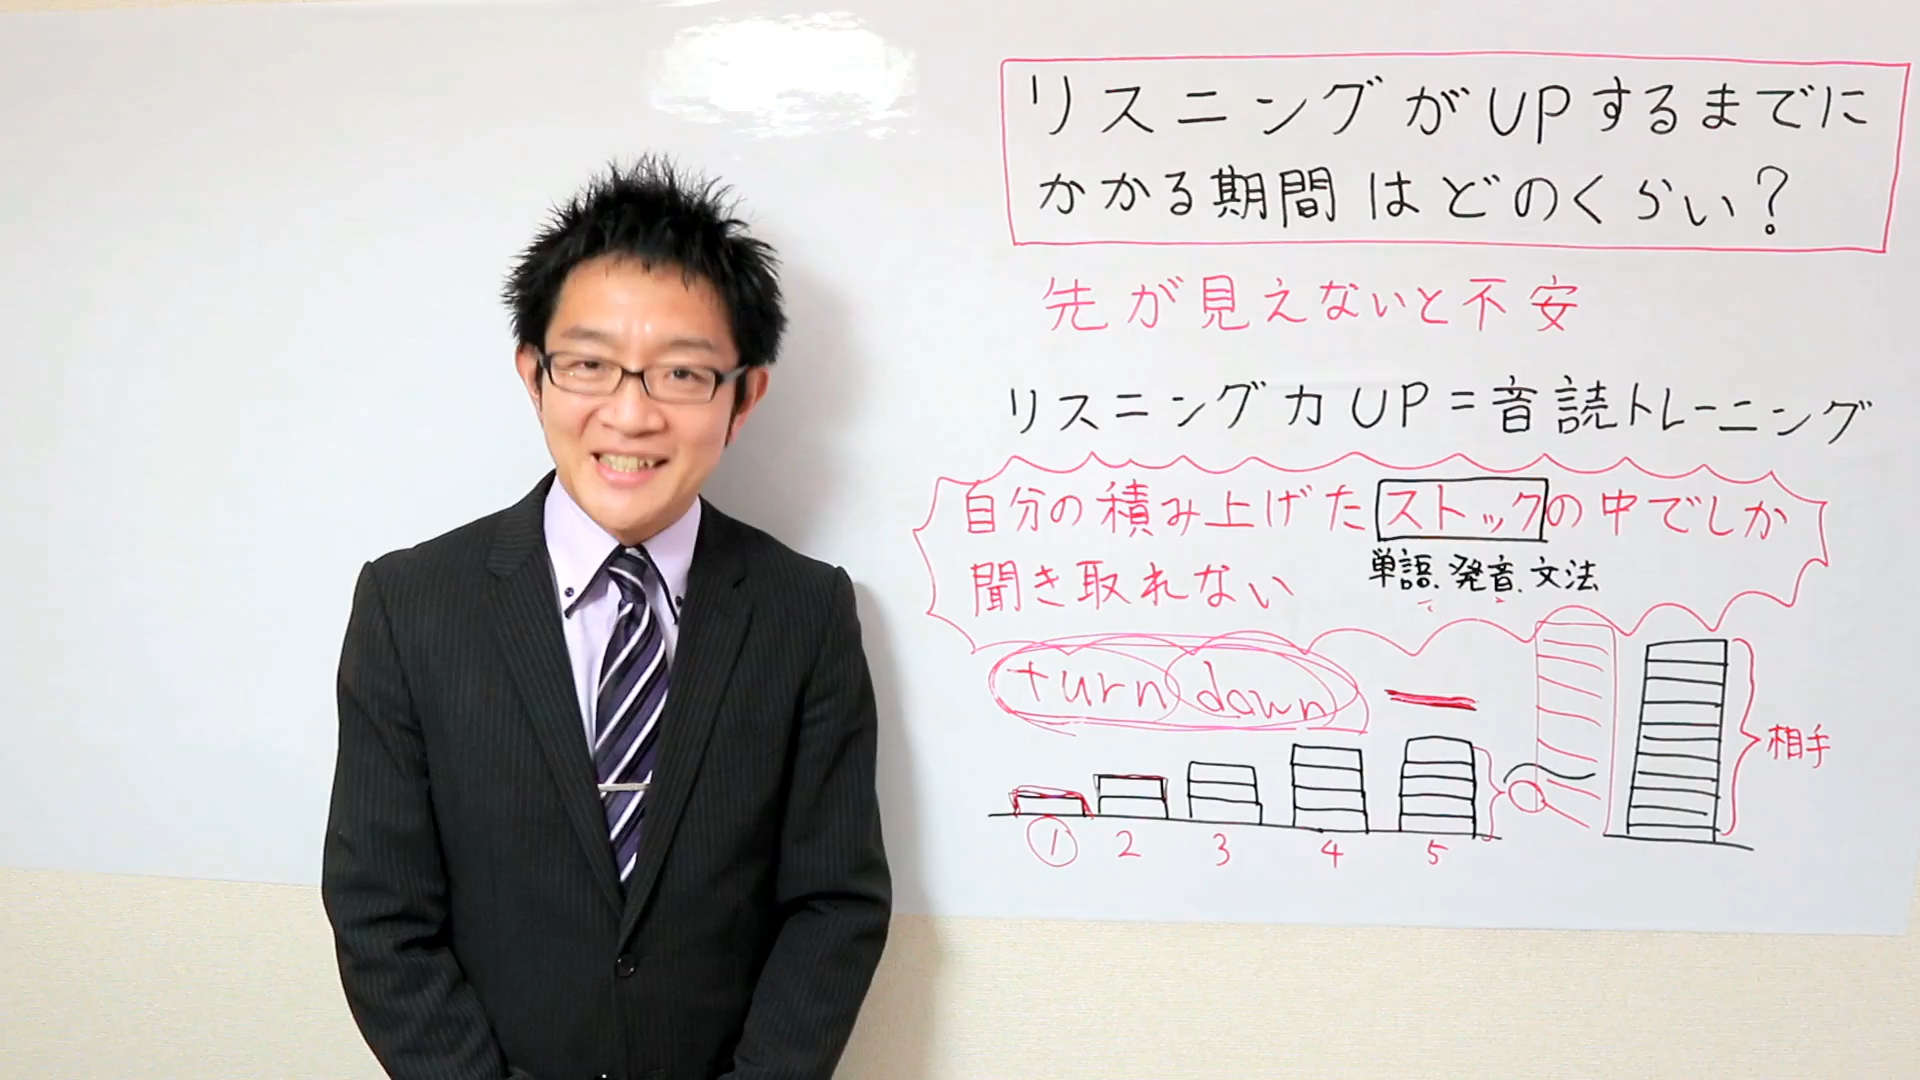 リスニングがUPするまでに
かかる期間はどのくらい?
先が見えないと不安
リスニング力UP=音読トレーニング
自分の積み上げたストックの中でしか
聞き取れない
単語、発音、文法
turn down
相手
1 2 3 4 5